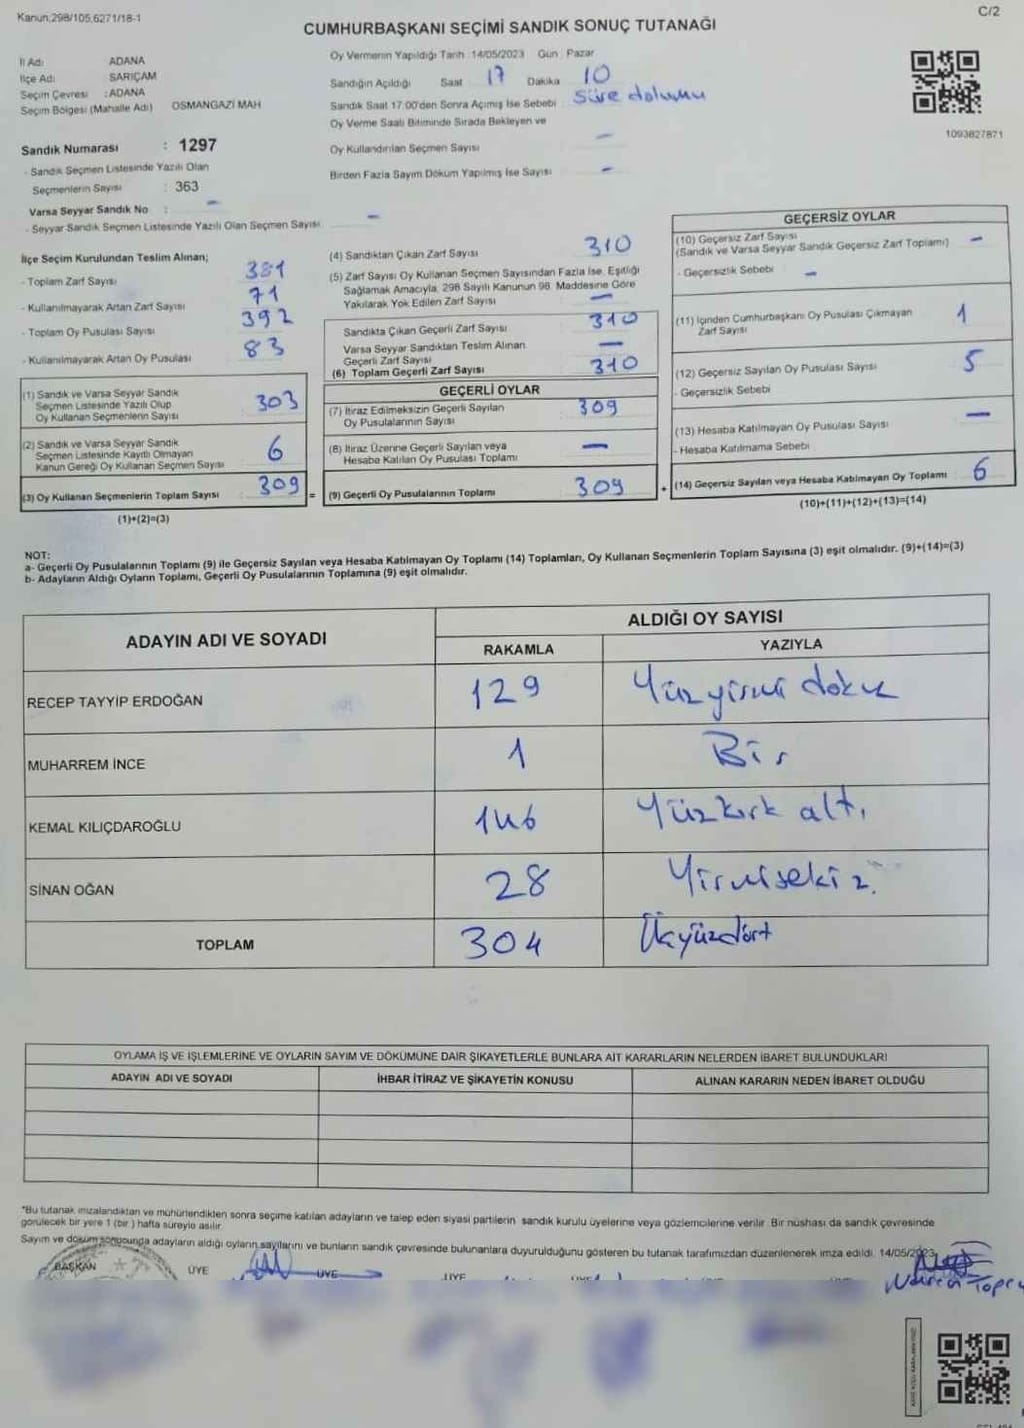 Kanun;298/105,6271/18-1
C/2
CUMHURBAŞKANI SEÇİMİ SANDIK SONUÇ TUTANAĞI
İl Adı ADANA
İlçe Adı SARIÇAM
Seçim Çevresi : ADANA
Seçim Bölgesi (Mahalle Adı) OSMANGAZİ MAH
Oy Vermenin Yapıldığı Tarih :14/05/2023 Gün : Pazar
Sandığın Açıldığı Saat 17 Dakika 10
Sandık Saat 17:00'den Sonra Açımış İse Sebebi süre dolumu
Oy Verme Saati Bitiminde Sırada Bekleyen ve
Oy Kullandırılan Seçmen Sayısı –
Birden Fazla Sayım Döküm Yapılmış İse Sayısı –
1093827871
Sandık Numarası : 1297
- Sandık Seçmen Listesinde Yazılı Olan
Seçmenlerin Sayısı : 363
Varsa Seyyar Sandık No : –
- Seyyar Sandık Seçmen Listesinde Yazılı Olan Seçmen Sayısı –
İlçe Seçim Kurulundan Teslim Alınan;
- Toplam Zarf Sayısı 381
- Kullanılmayarak Artan Zarf Sayısı 71
- Toplam Oy Pusulası Sayısı 392
- Kullanılmayarak Artan Oy Pusulası 83
(1) Sandık ve Varsa Seyyar Sandık
Seçmen Listesinde Yazılı Olup
Oy Kullanan Seçmenlerin Sayısı 303
(2) Sandık ve Varsa Seyyar Sandık
Seçmen Listesinde Kayıtlı Olmayan
Kanun Gereği Oy Kullanan Seçmen Sayısı 6
(3) Oy Kullanan Seçmenlerin Toplam Sayısı 309 =
(1)+(2)=(3)
(4) Sandıktan Çıkan Zarf Sayısı 310
(5) Zarf Sayısı Oy Kullanan Seçmen Sayısından Fazla İse, Eşitliği
Sağlamak Amacıyla, 298 Sayılı Kanunun 98. Maddesine Göre
Yakılarak Yok Edilen Zarf Sayısı –
Sandıkta Çıkan Geçerli Zarf Sayısı 310
Varsa Seyyar Sandıktan Teslim Alınan
Geçerli Zarf Sayısı –
(6) Toplam Geçerli Zarf Sayısı 310
GEÇERLİ OYLAR
(7) İtiraz Edilmeksizin Geçerli Sayılan
Oy Pusulalarının Sayısı 309
(8) İtiraz Üzerine Geçerli Sayılan veya
Hesaba Katılan Oy Pusulası Toplamı –
(9) Geçerli Oy Pusulalarının Toplamı 309 +
GEÇERSİZ OYLAR
(10) Geçersiz Zarf Sayısı
(Sandık ve Varsa Seyyar Sandık Geçersiz Zarf Toplamı) –
- Geçersizlik Sebebi –
(11) İçinden Cumhurbaşkanı Oy Pusulası Çıkmayan
Zarf Sayısı 1
(12) Geçersiz Sayılan Oy Pusulası Sayısı 5
- Geçersizlik Sebebi
(13) Hesaba Katılmayan Oy Pusulası Sayısı –
- Hesaba Katılmama Sebebi
(14) Geçersiz Sayılan veya Hesaba Katılmayan Oy Toplamı 6
(10)+(11)+(12)+(13)=(14)
NOT:
a- Geçerli Oy Pusulalarının Toplamı (9) ile Geçersiz Sayılan veya Hesaba Katılmayan Oy Toplamı (14) Toplamları, Oy Kullanan Seçmenlerin Toplam Sayısına (3) eşit olmalıdır. (9)+(14)=(3)
b- Adayların Aldığı Oyların Toplamı, Geçerli Oy Pusulalarının Toplamına (9) eşit olmalıdır.
ADAYIN ADI VE SOYADI
ALDIĞI OY SAYISI
RAKAMLA YAZIYLA
RECEP TAYYİP ERDOĞAN 129 Yüzyirmi dokuz
MUHARREM İNCE 1 Bir
KEMAL KILIÇDAROĞLU 146 Yüzkırk altı
SİNAN OĞAN 28 Yirmisekiz.
TOPLAM 304 Üçyüzdört
OYLAMA İŞ VE İŞLEMLERİNE VE OYLARIN SAYIM VE DÖKÜMÜNE DAİR ŞİKAYETLERLE BUNLARA AİT KARARLARIN NELERDEN İBARET BULUNDUKLARI
ADAYIN ADI VE SOYADI İHBAR İTİRAZ VE ŞİKAYETİN KONUSU ALINAN KARARIN NEDEN İBARET OLDUĞU
*Bu tutanak imzalandıktan ve mühürlendikten sonra seçime katılan adayların ve talep eden siyasi partilerin sandık kurulu üyelerine veya gözlemcilerine verilir. Bir nüshası da sandık çevresinde
görülecek bir yere 1 (bir ) hafta süreyle asılır.
Sayım ve döküm sonucunda adayların aldığı oyların sayılarını ve bunların sandık çevresinde bulunanlara duyurulduğunu gösteren bu tutanak tarafımızdan düzenlenerek imza edildi. 14/05/2023
BAŞKAN ÜYE ÜYE ÜYE ÜYE